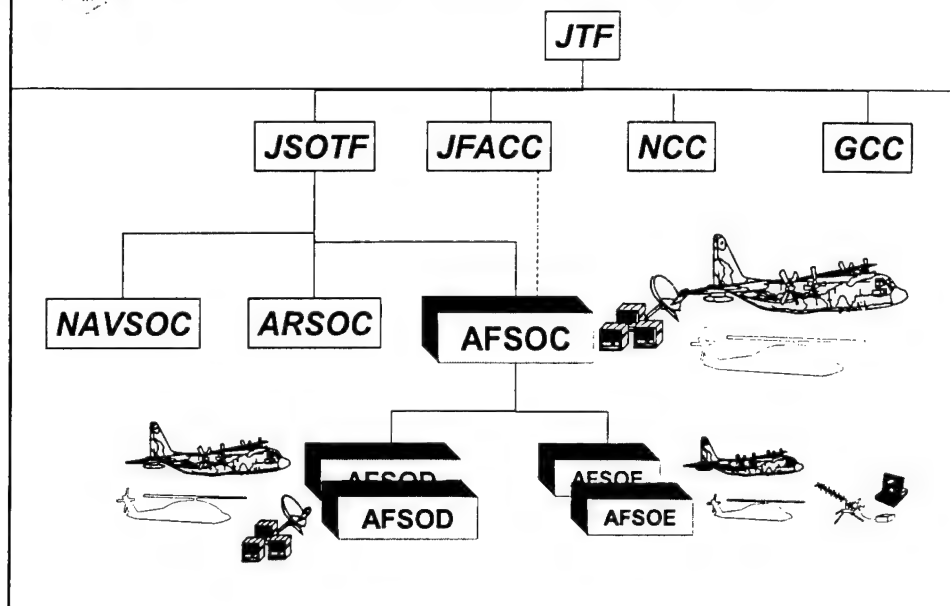 JTF
JSOTF JFACC NCC GCC
NAVSOC ARSOC AFSOC
AFSOD AFSOE
AFSOD AFSOE